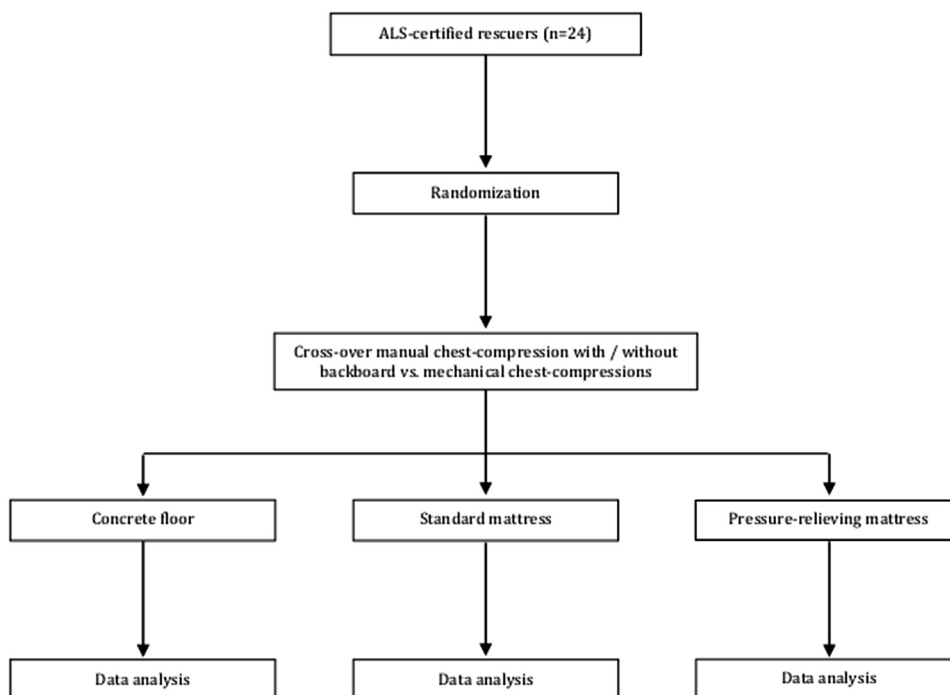 ALS-certified rescuers (n=24)
Randomization
Cross-over manual chest-compression with / without
backboard vs. mechanical chest-compressions
Concrete floor
Standard mattress
Pressure-relieving mattress
Data analysis
Data analysis
Data analysis